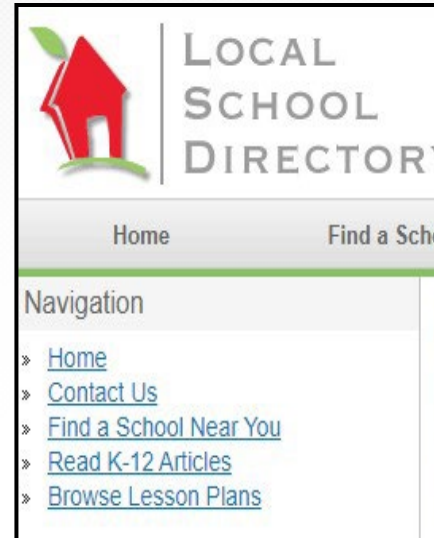 LOCAL
SCHOOL
DIRECTORY
Home Find a Sch
Navigation
» Home
» Contact Us
» Find a School Near You
» Read K-12 Articles
» Browse Lesson Plans